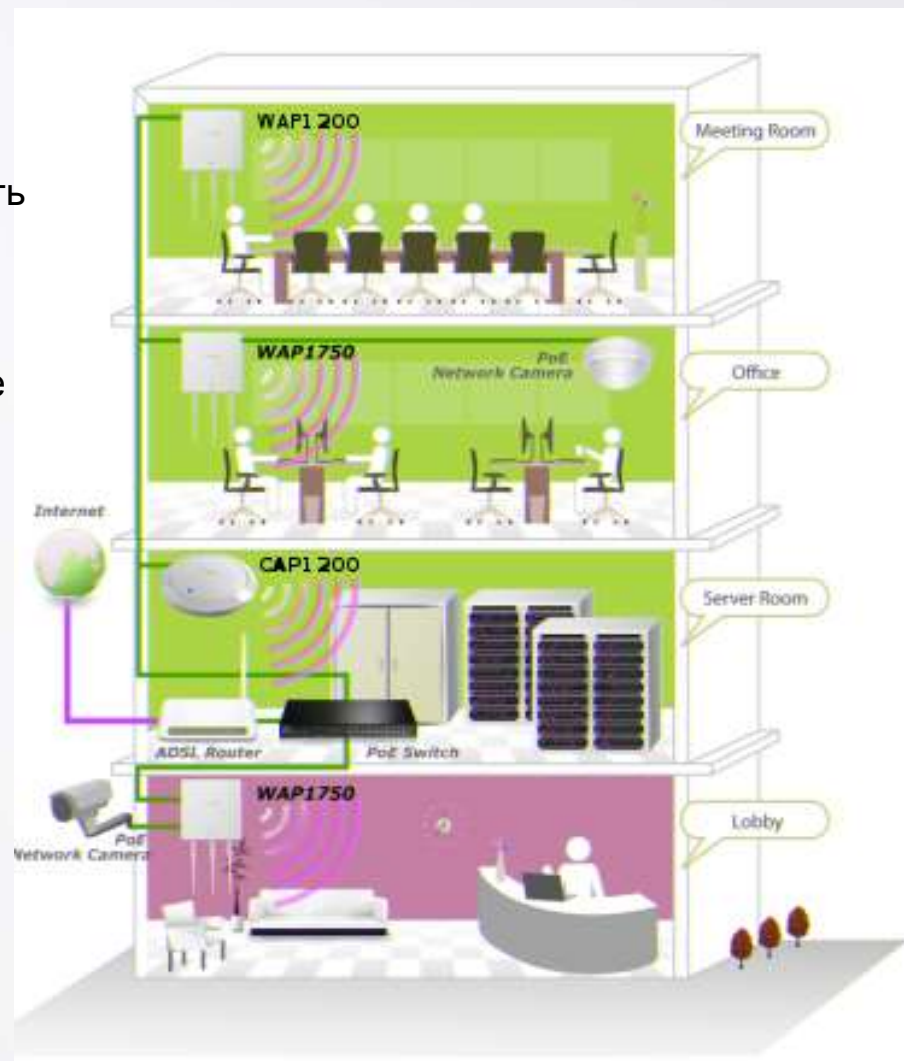 WAP1200
Meeting Room
ть
WAP1750
PoE
Network Camera
Office
е
Internet
CAP1200
Server Room
ADSL Router
PoE Switch
WAP1750
PoE
Network Camera
Lobby